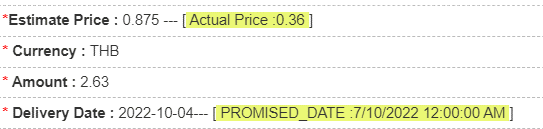 *Estimate Price : 0.875 --- [ Actual Price :0.36 ]
* Currency : THB
* Amount : 2.63
* Delivery Date : 2022-10-04--- [ PROMISED_DATE :7/10/2022 12:00:00 AM ]